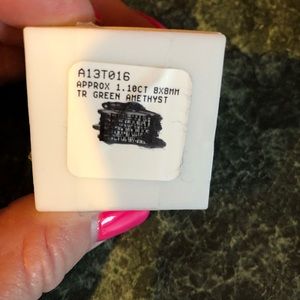 A13T016
APPROX 1.10CT 8X8MM
TR GREEN AMETHYST